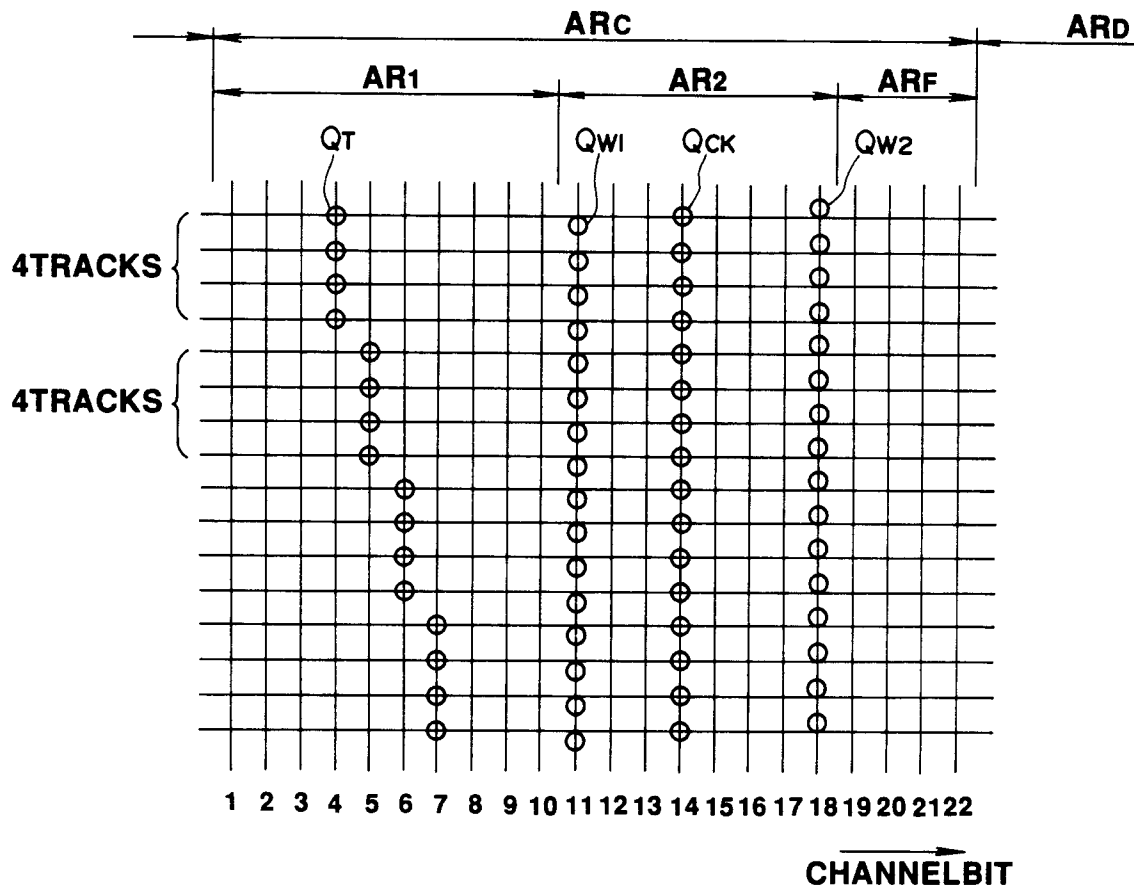 ARC ARD
AR1 AR2 ARF
QT QW1 QCK QW2
4TRACKS
4TRACKS
1 2 3 4 5 6 7 8 9 10 11 12 13 14 15 16 17 18 19 20 21 22
CHANNELBIT